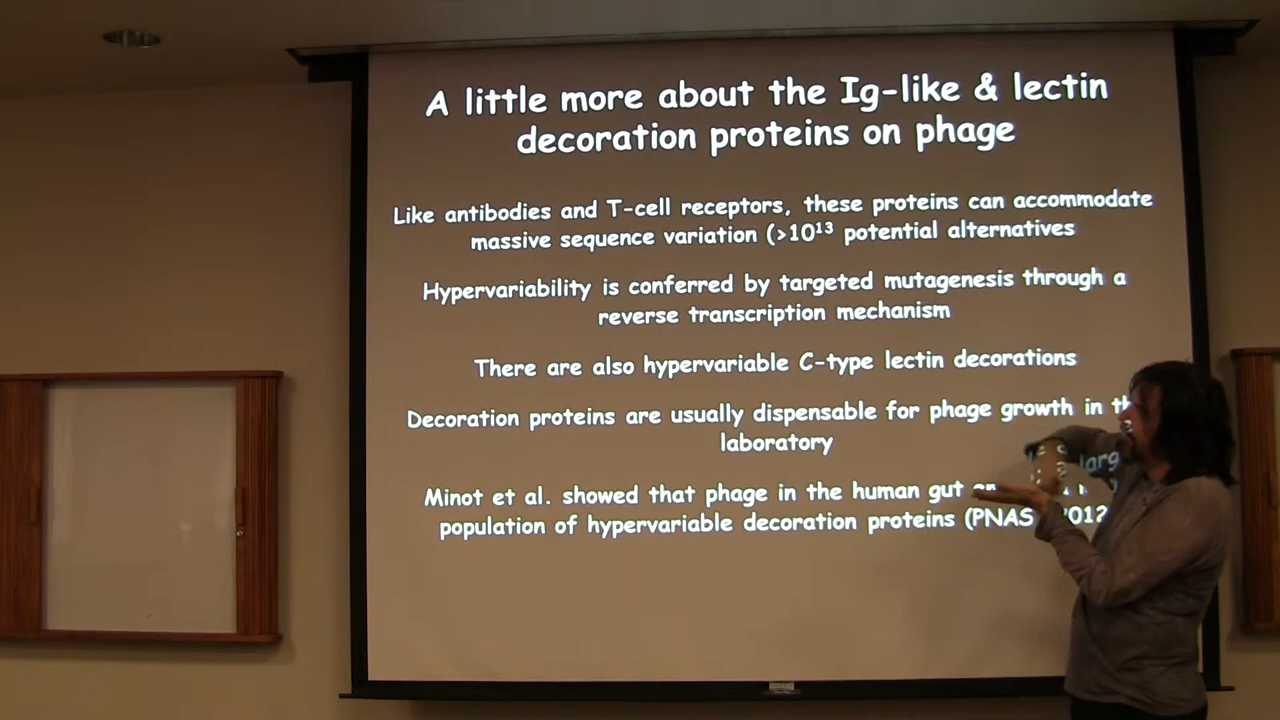 A little more about the Ig-like & lectin
decoration proteins on phage
Like antibodies and T-cell receptors, these proteins can accommodate
massive sequence variation (>10¹³ potential alternatives
Hypervariability is conferred by targeted mutagenesis through a
reverse transcription mechanism
There are also hypervariable C-type lectin decorations
Decoration proteins are usually dispensable for phage growth in
laboratory
Minot et al. showed that phage in the human gut
population of hypervariable decoration proteins (PNAS 2012